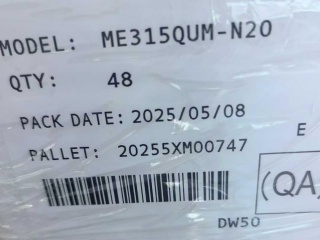 MODEL: ME315QUM-N20
QTY: 48
PACK DATE: 2025/05/08
PALLET: 20255XM00747
E
(QA)
DW50